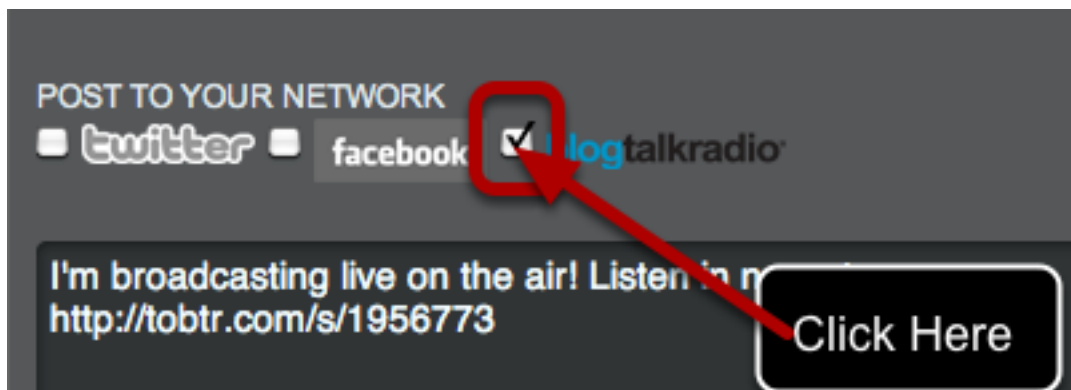 POST TO YOUR NETWORK
twitter facebook blogtalkradio
I'm broadcasting live on the air! Listen in
http://tobtr.com/s/1956773
Click Here